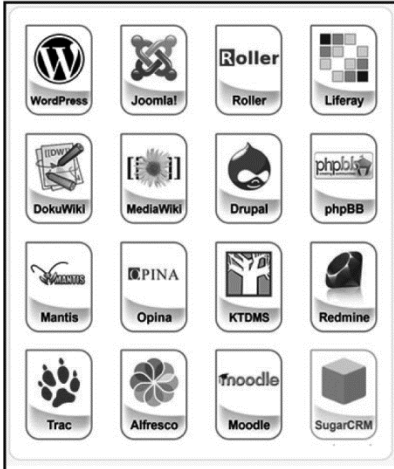 WordPress
Joomla!
Roller
Roller
Liferay
[[DW]]
DokuWiki
[[ ]]
MediaWiki
Drupal
phpBB
phpBB
MANTIS
Mantis
OPINA
Opina
KTDMS
Redmine
Trac
Alfresco
moodle
Moodle
SugarCRM